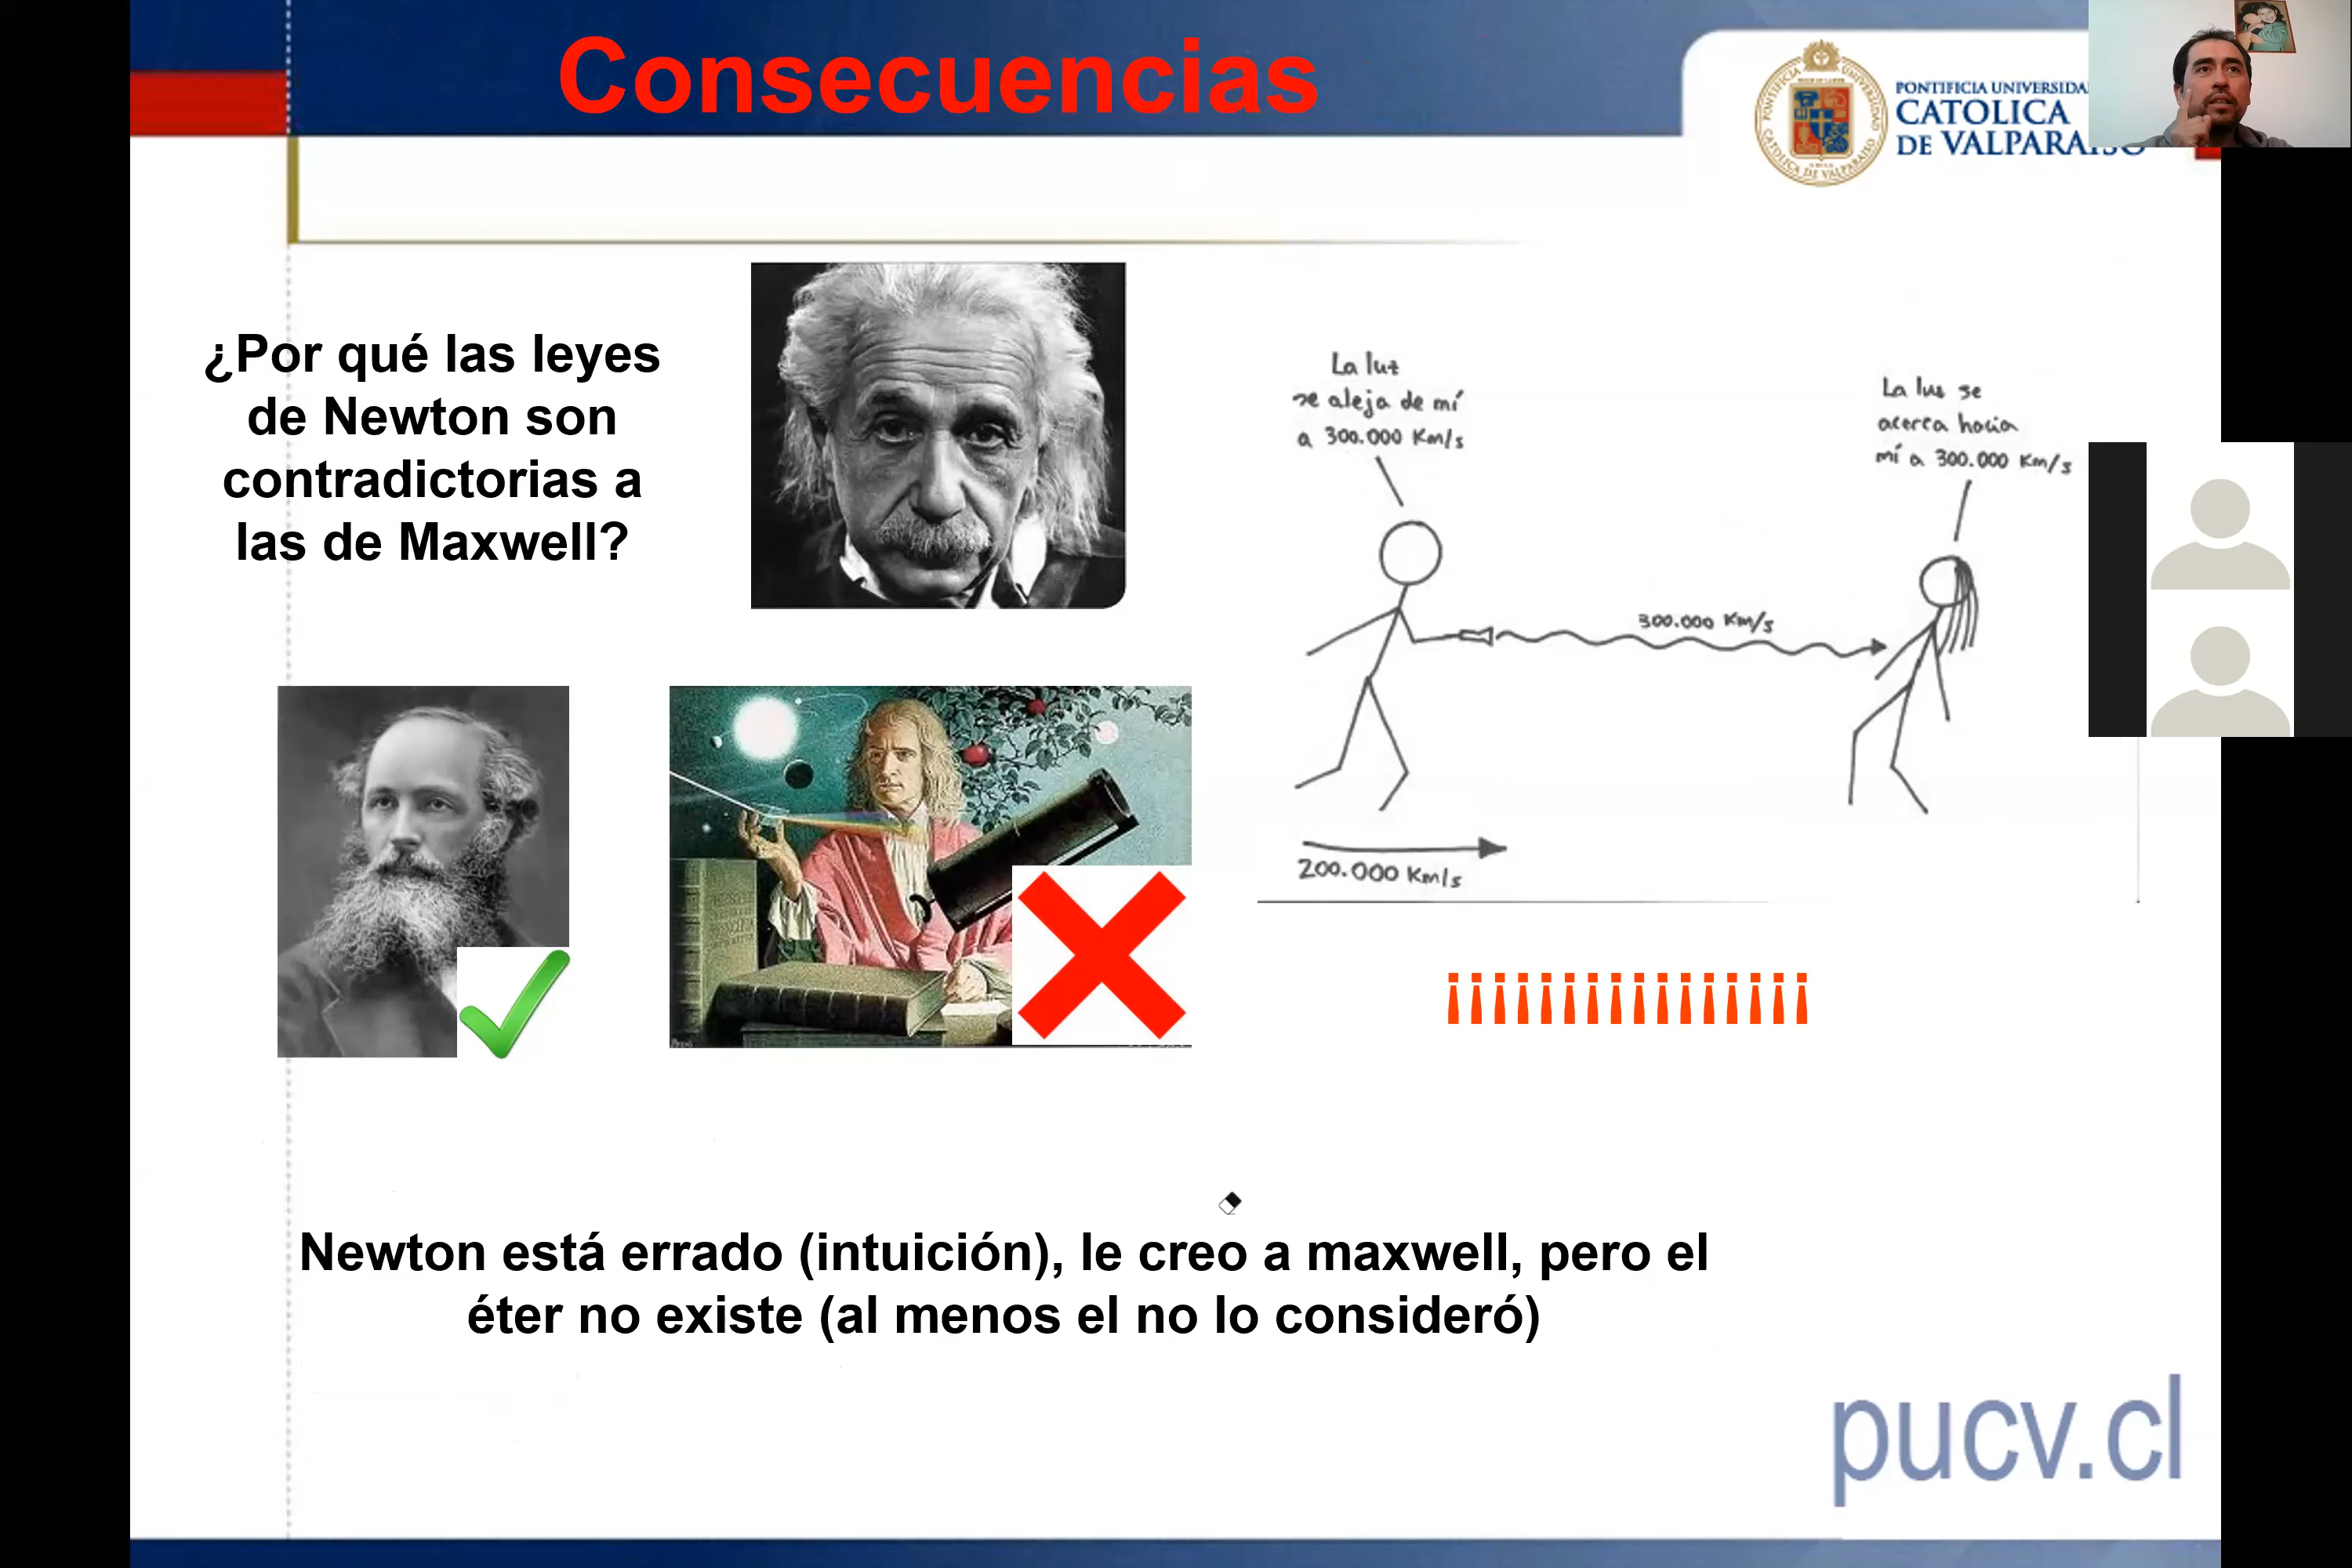 Consecuencias
PONTIFICIA UNIVERSIDA
CATOLICA
DE VALPARAISO
¿Por qué las leyes
de Newton son
contradictorias a
las de Maxwell?
La luz
se aleja de mí
a 300.000 Km/s
La lus se
acerca hacia
mí a 300.000 Km/s
300.000 Km/s
200.000 Km/s
¡¡¡¡¡¡¡¡¡¡¡¡¡¡¡¡
Newton está errado (intuición), le creo a maxwell, pero el
éter no existe (al menos el no lo consideró)
pucv.cl